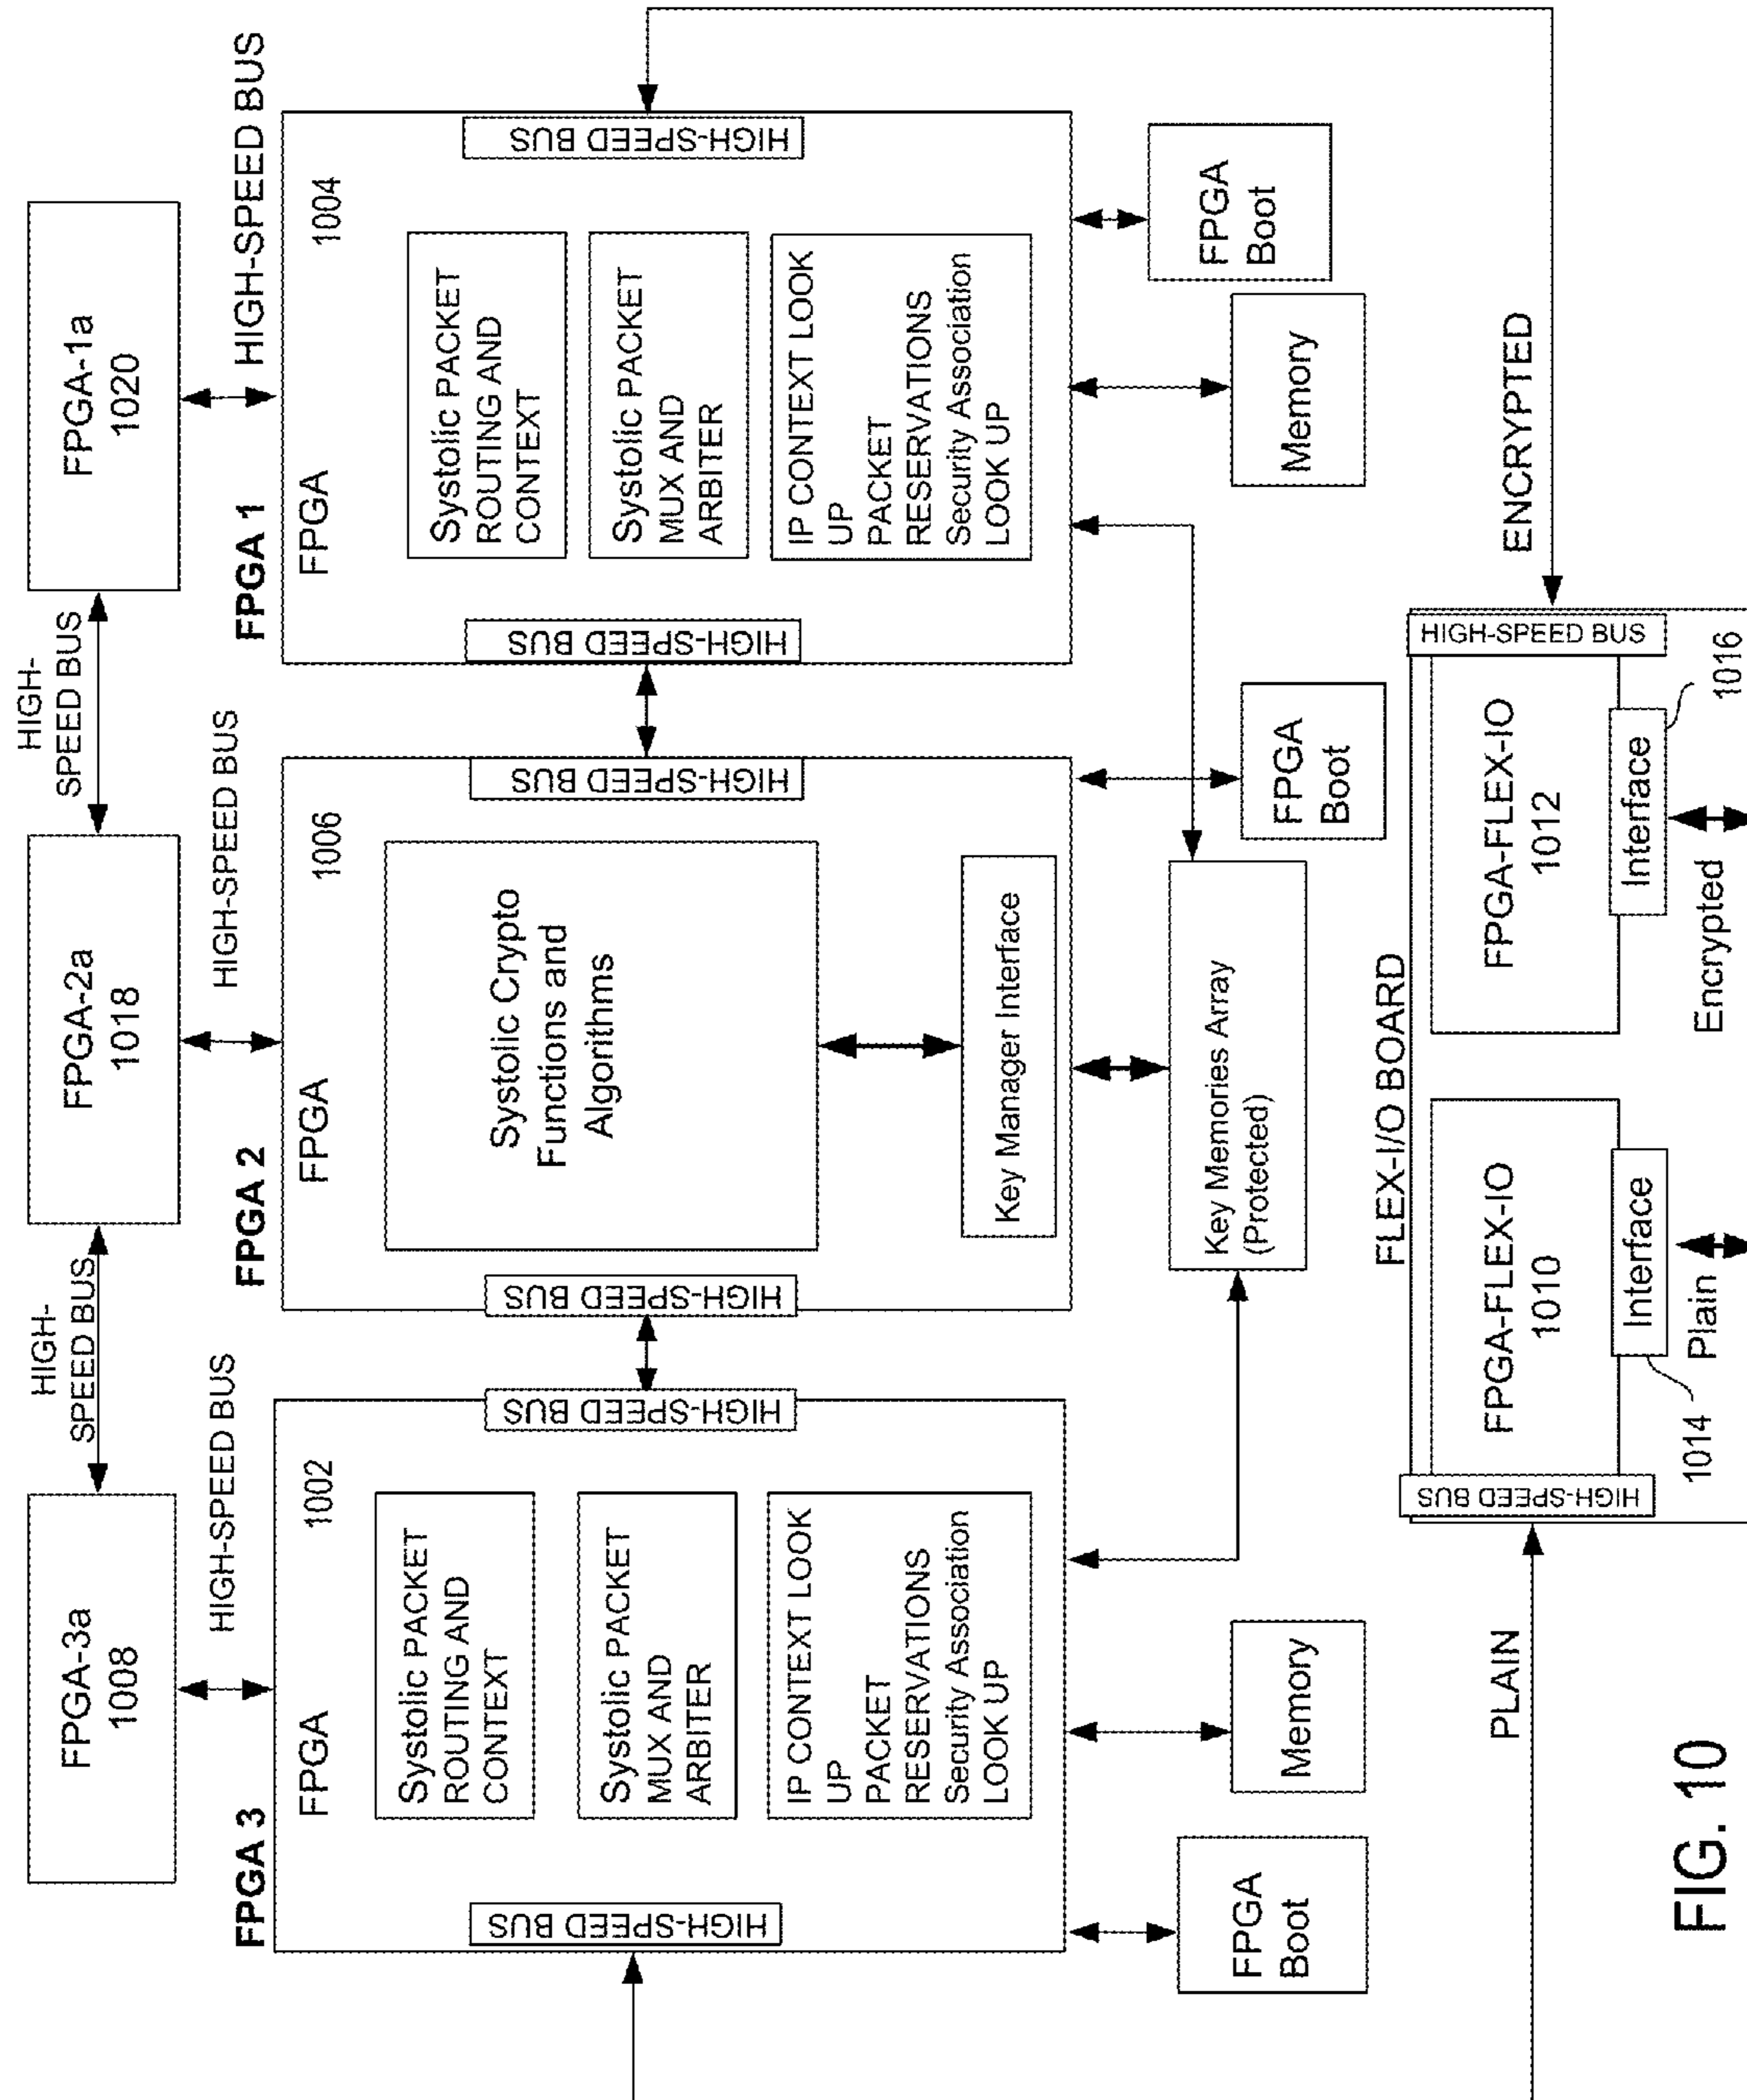 FPGA-3a
1008
HIGH-
SPEED BUS
FPGA-2a
1018
HIGH-
SPEED BUS
FPGA-1a
1020
HIGH-SPEED BUS
HIGH-SPEED BUS
HIGH-SPEED BUS
FPGA 3
FPGA
1002
Systolic PACKET
ROUTING AND
CONTEXT
Systolic PACKET
MUX AND
ARBITER
IP CONTEXT LOOK
UP
PACKET
RESERVATIONS
Security Association
LOOK UP
HIGH-SPEED BUS
HIGH-SPEED BUS
FPGA 2
FPGA
1006
Systolic Crypto
Functions and
Algorithms
Key Manager Interface
HIGH-SPEED BUS
HIGH-SPEED BUS
FPGA 1
FPGA
1004
Systolic PACKET
ROUTING AND
CONTEXT
Systolic PACKET
MUX AND
ARBITER
IP CONTEXT LOOK
UP
PACKET
RESERVATIONS
Security Association
LOOK UP
HIGH-SPEED BUS
HIGH-SPEED BUS
FPGA
Boot
Memory
Key Memories Array
(Protected)
FPGA
Boot
Memory
FPGA
Boot
PLAIN
FLEX-I/O BOARD
ENCRYPTED
HIGH-SPEED BUS
FPGA-FLEX-IO
1010
FPGA-FLEX-IO
1012
HIGH-SPEED BUS
Interface
Interface
1014
Plain
Encrypted
1016
FIG. 10